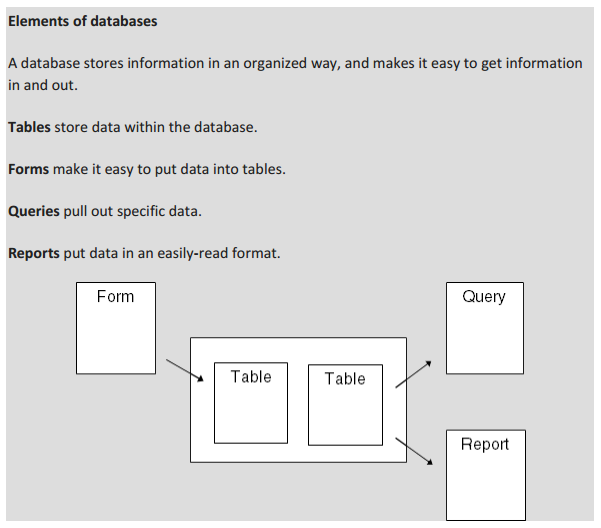 Elements of databases
A database stores information in an organized way, and makes it easy to get information
in and out.
Tables store data within the database.
Forms make it easy to put data into tables.
Queries pull out specific data.
Reports put data in an easily-read format.
Form
Query
Table
Table
Report